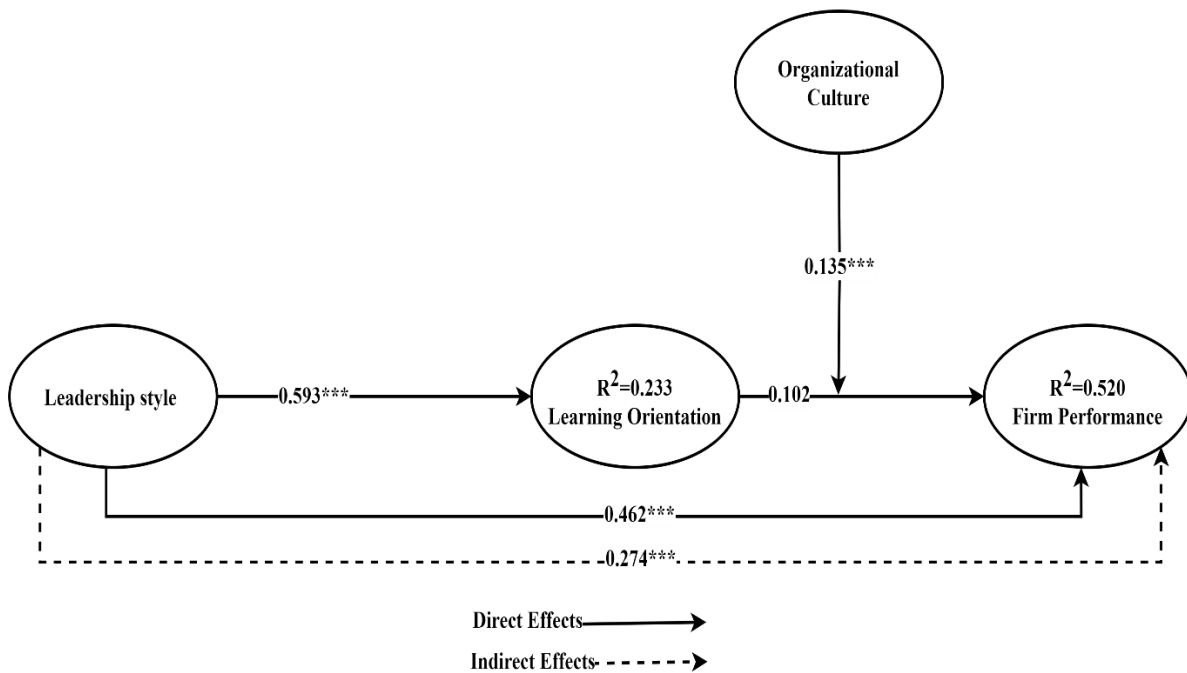 Organizational
Culture
0.135***
Leadership style
0.593***
R²=0.233
Learning Orientation
0.102
R²=0.520
Firm Performance
0.462***
0.274***
Direct Effects
Indirect Effects